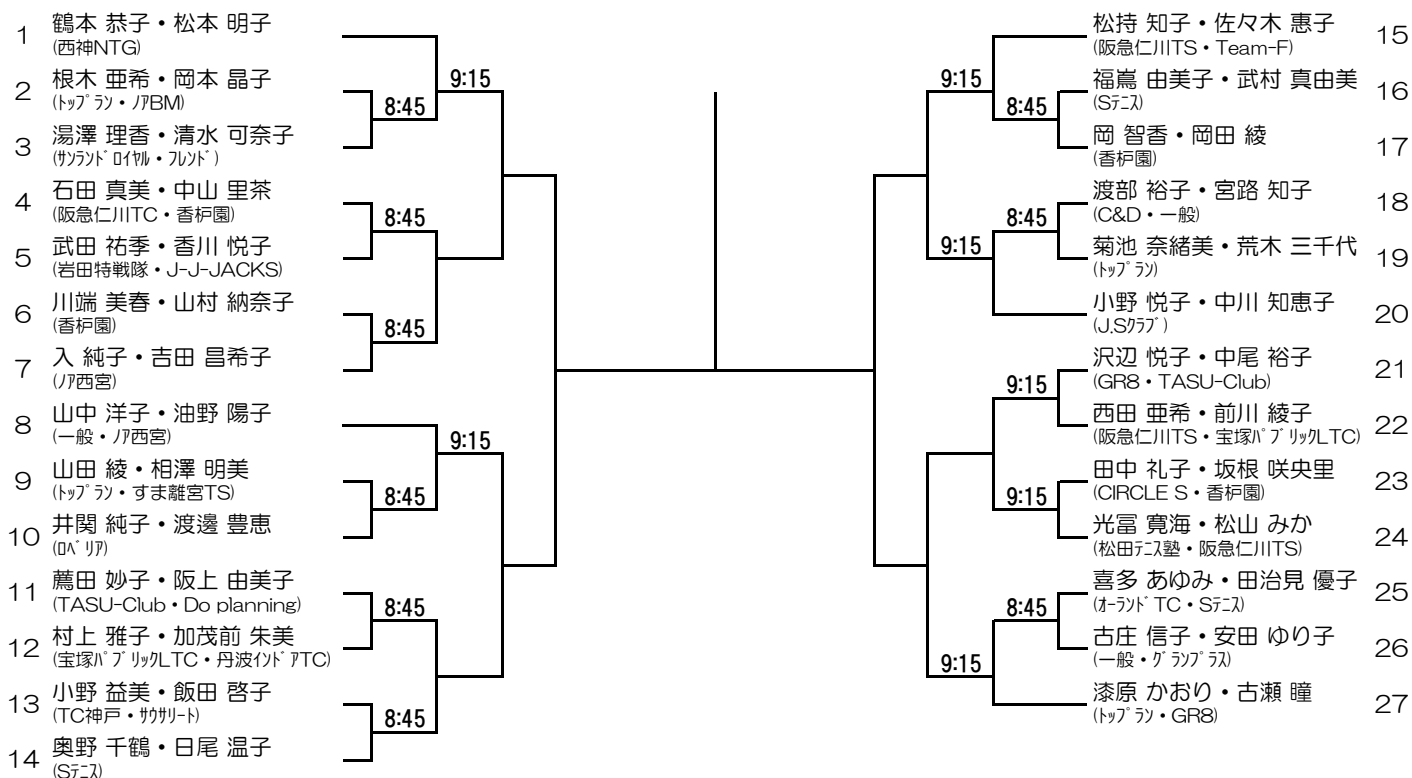 1 鶴本 恭子・松本 明子
(西神NTG)
2 根木 亜希・岡本 晶子
(トップラン・ノアBM)
3 湯澤 理香・清水 可奈子
(サンランドロイヤル・フレンド)
4 石田 真美・中山 里茶
(阪急仁川TC・香枦園)
5 武田 祐季・香川 悦子
(岩田特戦隊・J-J-JACKS)
6 川端 美春・山村 納奈子
(香枦園)
7 入 純子・吉田 昌希子
(ノア西宮)
8 山中 洋子・油野 陽子
(一般・ノア西宮)
9 山田 綾・相澤 明美
(トップラン・すま離宮TS)
10 井関 純子・渡邊 豊恵
(ロベリア)
11 薦田 妙子・阪上 由美子
(TASU-Club・Do planning)
12 村上 雅子・加茂前 朱美
(宝塚パブリックLTC・丹波インドアTC)
13 小野 益美・飯田 啓子
(TC神戸・サウサリート)
14 奥野 千鶴・日尾 温子
(Sテニス)
9:15
8:45
8:45
8:45
9:15
8:45
8:45
8:45
松持 知子・佐々木 惠子 15
(阪急仁川TS・Team-F)
福嶌 由美子・武村 真由美 16
(Sテニス)
岡 智香・岡田 綾 17
(香枦園)
渡部 裕子・宮路 知子 18
(C&D・一般)
菊池 奈緒美・荒木 三千代 19
(トップラン)
小野 悦子・中川 知恵子 20
(J.Sクラブ)
沢辺 悦子・中尾 裕子 21
(GR8・TASU-Club)
西田 亜希・前川 綾子 22
(阪急仁川TS・宝塚パブリックLTC)
田中 礼子・坂根 咲央里 23
(CIRCLE S・香枦園)
光冨 寛海・松山 みか 24
(松田テニス塾・阪急仁川TS)
喜多 あゆみ・田治見 優子 25
(オーランドTC・Sテニス)
古庄 信子・安田 ゆり子 26
(一般・グランプラス)
漆原 かおり・古瀬 瞳 27
(トップラン・GR8)
9:15
8:45
8:45
9:15
9:15
9:15
8:45
9:15